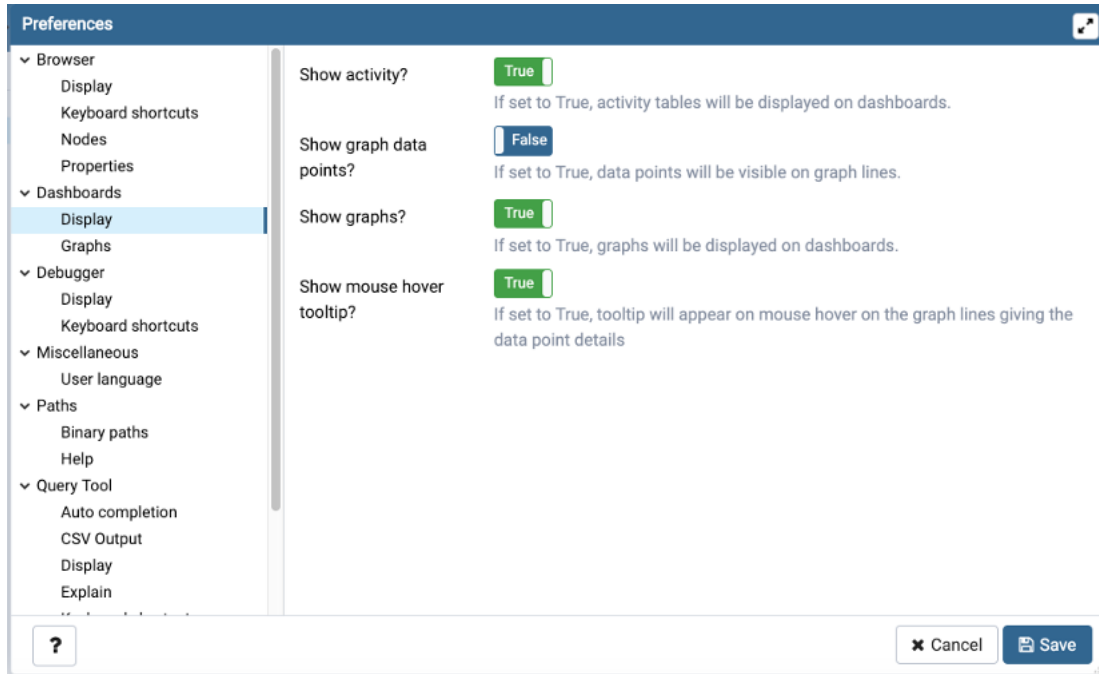 Preferences
Browser
Display
Keyboard shortcuts
Nodes
Properties
Dashboards
Display
Graphs
Debugger
Display
Keyboard shortcuts
Miscellaneous
User language
Paths
Binary paths
Help
Query Tool
Auto completion
CSV Output
Display
Explain
Show activity?
True
If set to True, activity tables will be displayed on dashboards.
Show graph data
points?
False
If set to True, data points will be visible on graph lines.
Show graphs?
True
If set to True, graphs will be displayed on dashboards.
Show mouse hover
tooltip?
True
If set to True, tooltip will appear on mouse hover on the graph lines giving the
data point details
?
Cancel
Save